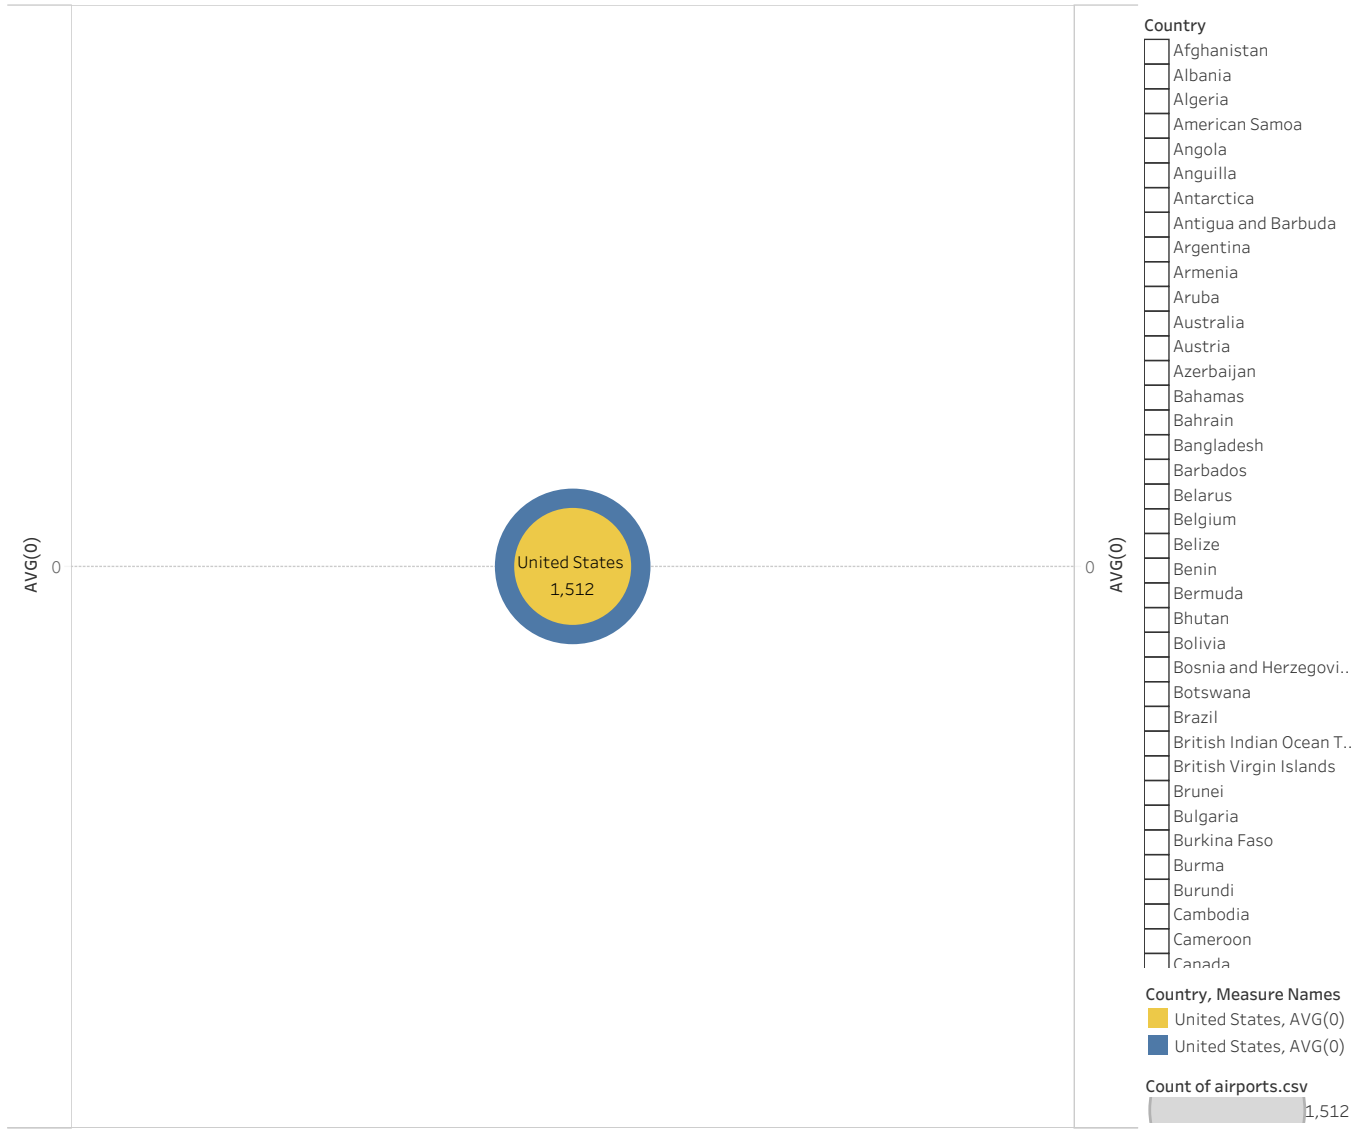 AVG(0)
0
United States
1,512
0
AVG(0)
Country
Afghanistan
Albania
Algeria
American Samoa
Angola
Anguilla
Antarctica
Antigua and Barbuda
Argentina
Armenia
Aruba
Australia
Austria
Azerbaijan
Bahamas
Bahrain
Bangladesh
Barbados
Belarus
Belgium
Belize
Benin
Bermuda
Bhutan
Bolivia
Bosnia and Herzegovi..
Botswana
Brazil
British Indian Ocean T..
British Virgin Islands
Brunei
Bulgaria
Burkina Faso
Burma
Burundi
Cambodia
Cameroon
Canada
Country, Measure Names
United States, AVG(0)
United States, AVG(0)
Count of airports.csv
1,512